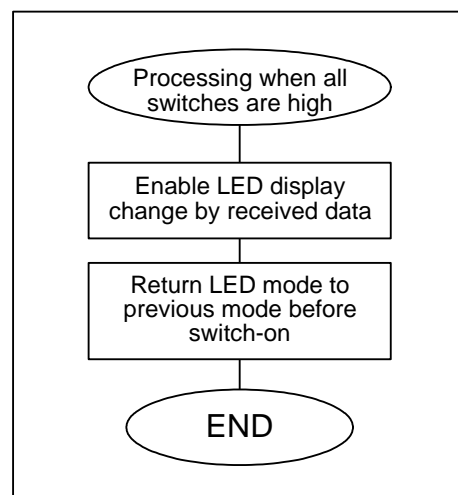 Processing when all
switches are high
Enable LED display
change by received data
Return LED mode to
previous mode before
switch-on
END